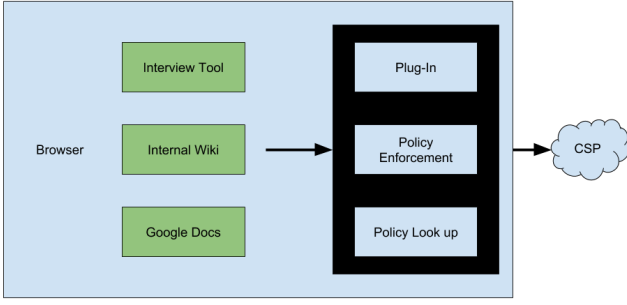 Browser
Interview Tool
Internal Wiki
Google Docs
Plug-In
Policy
Enforcement
Policy Look up
CSP